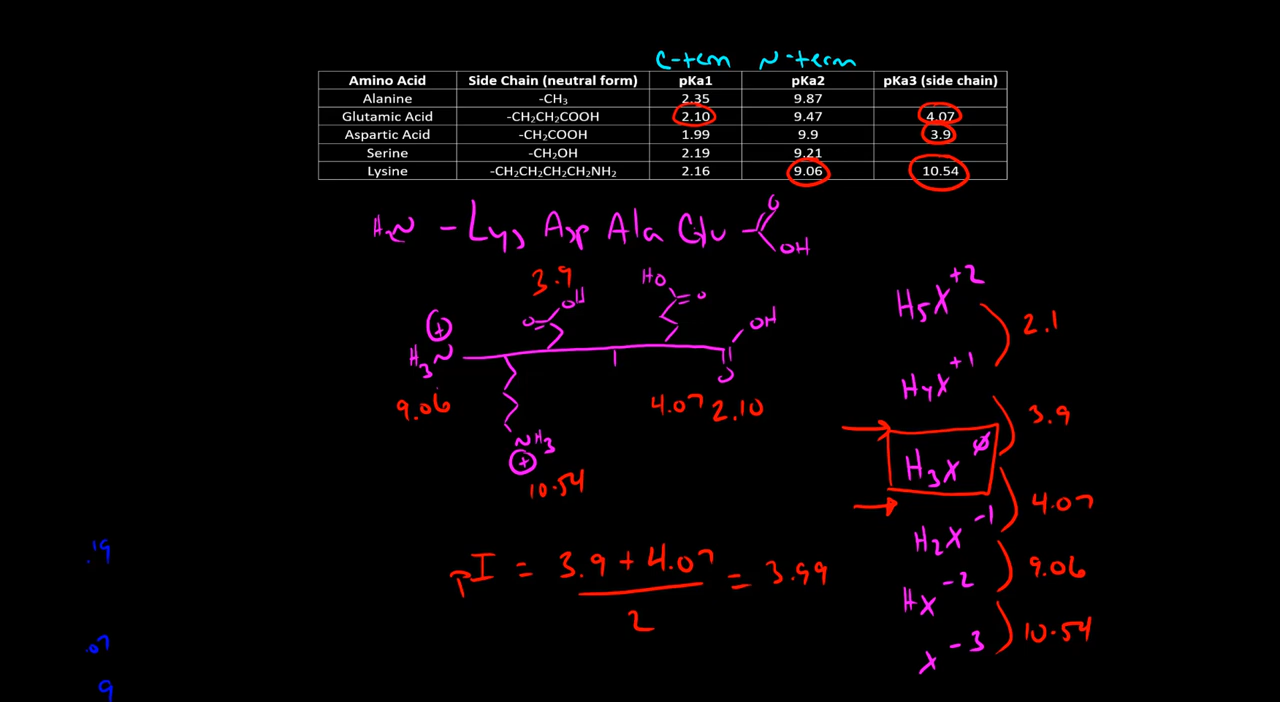 C-term N-term
Amino Acid Side Chain (neutral form) pKa1 pKa2 pKa3 (side chain)
Alanine -CH3 2.35 9.87
Glutamic Acid -CH2CH2COOH 2.10 9.47 4.07
Aspartic Acid -CH2COOH 1.99 9.9 3.9
Serine -CH2OH 2.19 9.21
Lysine -CH2CH2CH2CH2NH2 2.16 9.06 10.54
H2N - Lys Asp Ala Glu O OH
3.9
HO O
O OH
OH
+
H3N
O
9.06
4.07 2.10
NH3
+
10.54
H5X+2
2.1
H4X+1
3.9
H3X0
4.07
H2X-1
9.06
HX-2
10.54
X-3
pI = 3.9 + 4.07 / 2 = 3.99
.19
.07
9